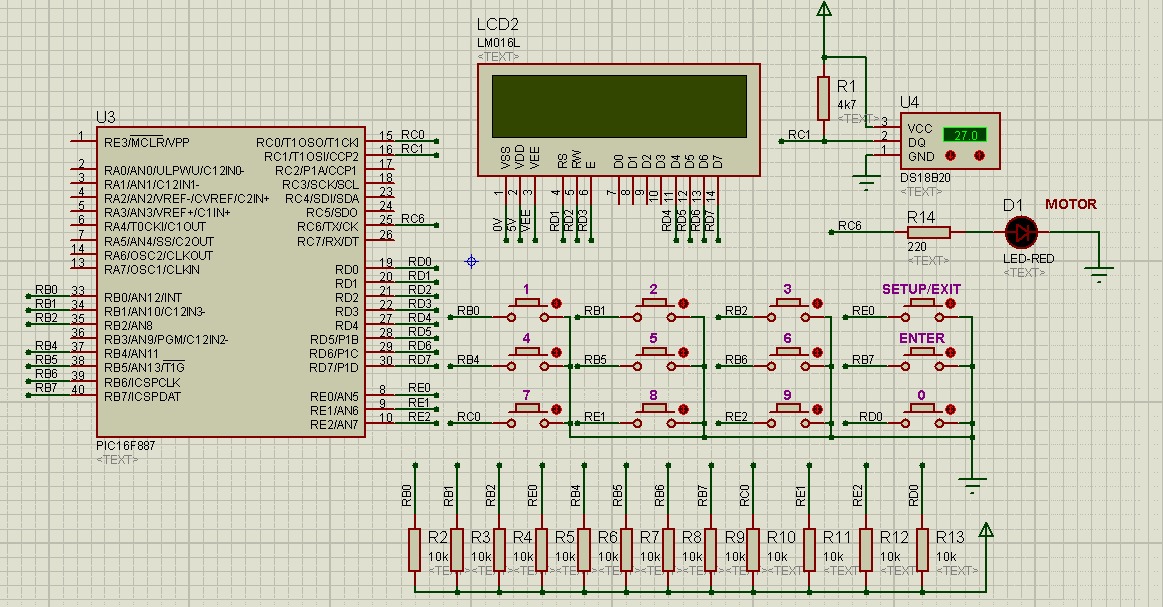 LCD2
LM016L
<TEXT>
VSS
VDD
VEE
RS
RW
E
D0
D1
D2
D3
D4
D5
D6
D7
1
2
3
4
5
6
7
8
9
10
11
12
13
14
0V
5V
VEE
RD1
RD2
RD3
RD4
RD5
RD6
RD7
R1
4k7
<TEXT>
RC1
U4
3 VCC
2 DQ
1 GND
27.0
DS18B20
<TEXT>
RC6
R14
220
<TEXT>
D1
MOTOR
LED-RED
<TEXT>
U3
1 RE3/MCLR/VPP
2 RA0/AN0/ULPWU/C12IN0-
3 RA1/AN1/C12IN1-
4 RA2/AN2/VREF-/CVREF/C2IN+
5 RA3/AN3/VREF+/C1IN+
6 RA4/T0CKI/C1OUT
7 RA5/AN4/SS/C2OUT
14 RA6/OSC2/CLKOUT
13 RA7/OSC1/CLKIN
RB0 33 RB0/AN12/INT
RB1 34 RB1/AN10/C12IN3-
RB2 35 RB2/AN8
36 RB3/AN9/PGM/C12IN2-
RB4 37 RB4/AN11
RB5 38 RB5/AN13/T1G
RB6 39 RB6/ICSPCLK
RB7 40 RB7/ICSPDAT
RC0/T1OSO/T1CKI 15 RC0
RC1/T1OSI/CCP2 16 RC1
RC2/P1A/CCP1 17
RC3/SCK/SCL 18
RC4/SDI/SDA 23
RC5/SDO 24
RC6/TX/CK 25 RC6
RC7/RX/DT 26
RD0 19 RD0
RD1 20 RD1
RD2 21 RD2
RD3 22 RD3
RD4 27 RD4
RD5/P1B 28 RD5
RD6/P1C 29 RD6
RD7/P1D 30 RD7
RE0/AN5 8 RE0
RE1/AN6 9 RE1
RE2/AN7 10 RE2
PIC16F887
<TEXT>
1
2
3
SETUP/EXIT
RB0
RB1
RB2
RE0
4
5
6
ENTER
RB4
RB5
RB6
RB7
7
8
9
0
RC0
RE1
RE2
RD0
RB0
RB1
RB2
RE0
RB4
RB5
RB6
RB7
RC0
RE1
RE2
RD0
R2
R3
R4
R5
R6
R7
R8
R9
R10
R11
R12
R13
10k
10k
10k
10k
10k
10k
10k
10k
10k
10k
10k
10k
<TE
<TE
<TE
<TE
<TE
<TE
<TE
<TE
<TEXT>
<TEXT>
<TEXT>
<TEXT>